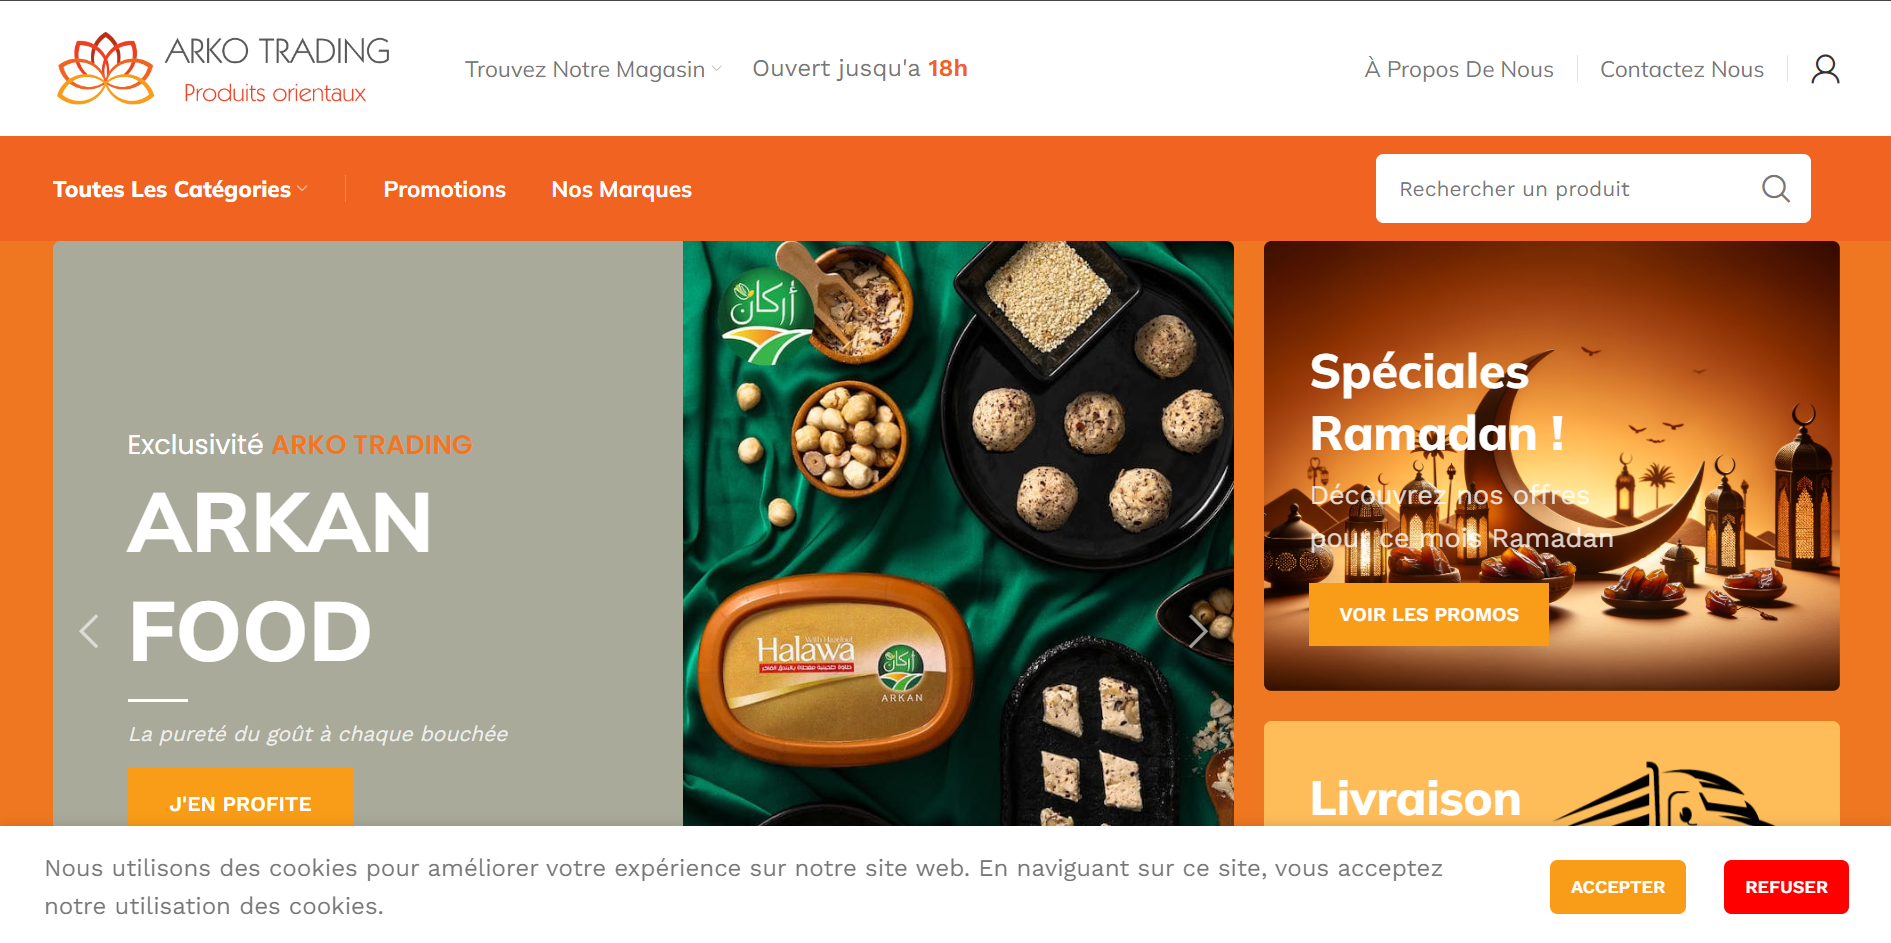 ARKO TRADING
Produits orientaux
Trouvez Notre Magasin
Ouvert jusqu'a 18h
À Propos De Nous
Contactez Nous
Toutes Les Catégories
Promotions
Nos Marques
Rechercher un produit
Exclusivité ARKO TRADING
ARKAN
FOOD
La pureté du goût à chaque bouchée
J'EN PROFITE
أركان
With Hazelnut
Halawa
أركان
ARKAN
Spéciales
Ramadan !
Découvrez nos offres
pour ce mois Ramadan
VOIR LES PROMOS
Livraison
Nous utilisons des cookies pour améliorer votre expérience sur notre site web. En naviguant sur ce site, vous acceptez
notre utilisation des cookies.
ACCEPTER
REFUSER